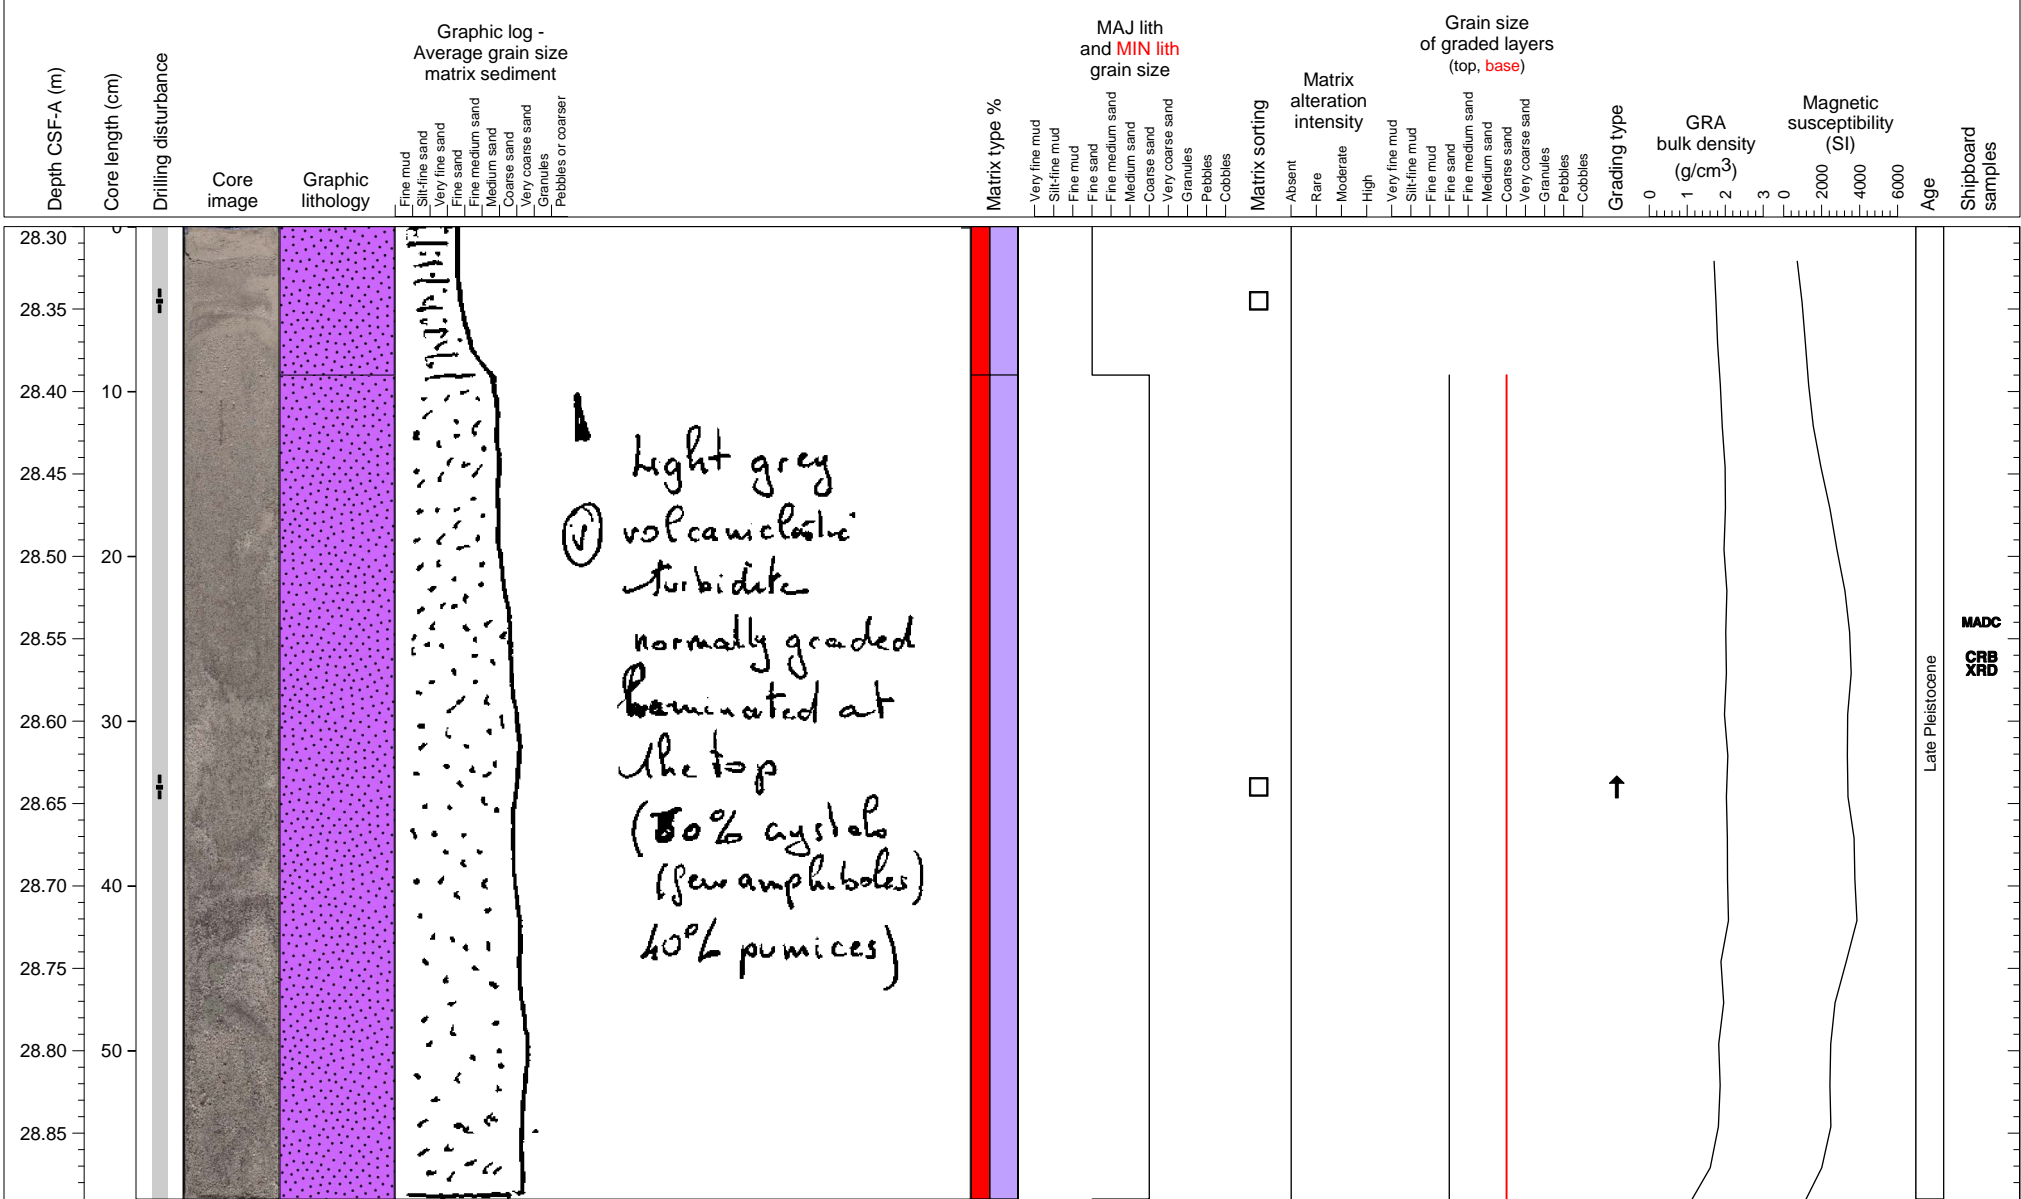 Graphic log -
Average grain size
matrix sediment
MAJ lith
and MIN lith
grain size
Grain size
of graded layers
(top, base)
Depth CSF-A (m)
Core length (cm)
Drilling disturbance
Core
image
Graphic
lithology
Fine mud
Silt-fine sand
Very fine sand
Fine sand
Fine medium sand
Medium sand
Coarse sand
Very coarse sand
Granules
Pebbles or coarser
Matrix type %
Very fine mud
Silt-fine mud
Fine mud
Fine sand
Fine medium sand
Medium sand
Coarse sand
Very coarse sand
Granules
Pebbles
Cobbles
Matrix sorting
Matrix
alteration
intensity
Absent
Rare
Moderate
High
Very fine mud
Silt-fine mud
Fine mud
Fine sand
Fine medium sand
Medium sand
Coarse sand
Very coarse sand
Granules
Pebbles
Cobbles
Grading type
GRA
bulk density
(g/cm3)
0 1 2 3
Magnetic
susceptibility
(SI)
0 2000 4000 6000
Age
Shipboard
samples
28.30 0
28.35
28.40 10
28.45
28.50 20
28.55
28.60 30
28.65
28.70 40
28.75
28.80 50
28.85
Light grey
V volcaniclastic
turbidite
normally graded
laminated at
the top
(60% crystals
(few amphiboles)
40% pumices)
Late Pleistocene
MADC
CRB
XRD